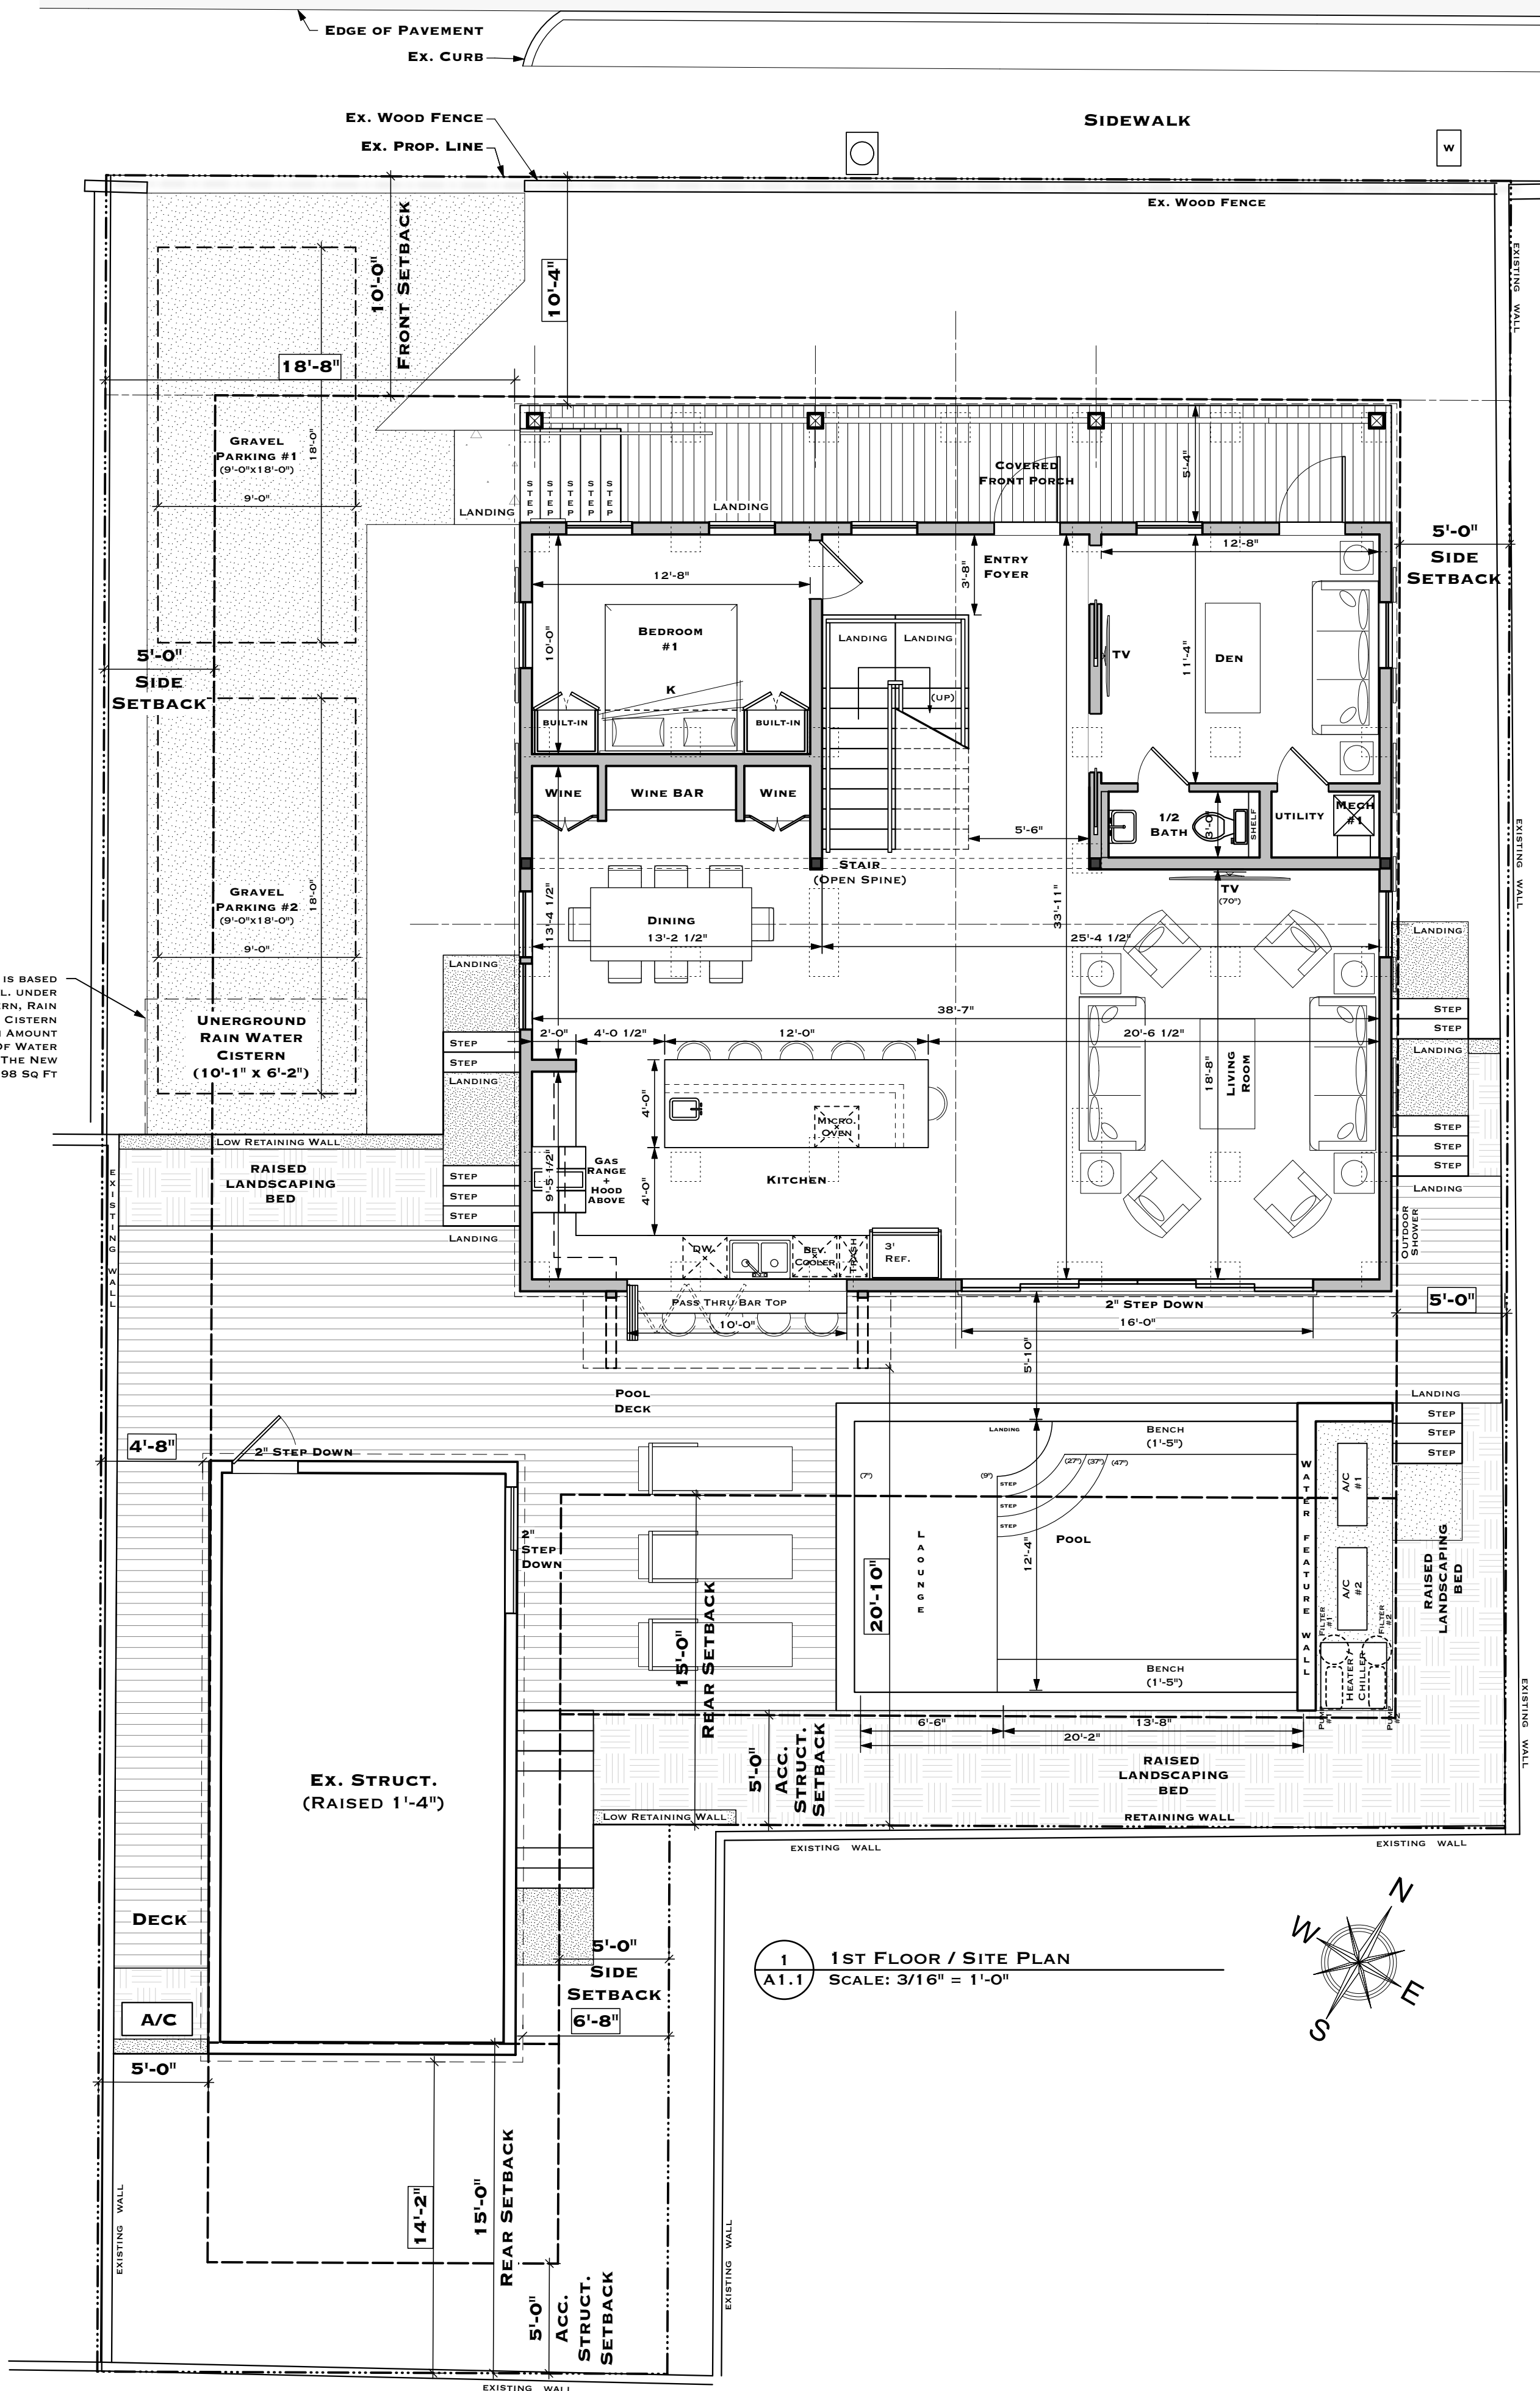 Edge of Pavement
Ex. Curb
Ex. Wood Fence
Ex. Prop. Line
Sidewalk
W
Ex. Wood Fence
10'-0"
Front Setback
10'-4"
18'-8"
Existing Wall
Gravel
Parking #1
(9'-0"x18'-0")
18'-0"
9'-0"
Landing
Step
Step
Step
Step
Step
Landing
Covered
Front Porch
5'-4"
5'-0"
Side
Setback
12'-8"
10'-0"
Bedroom
#1
K
Built-in
Built-in
3'-8"
Entry
Foyer
Landing
Landing
(Up)
12'-8"
TV
11'-4"
Den
5'-0"
Side
Setback
Wine
Wine Bar
Wine
5'-6"
1/2
Bath
3'-0"
Shelf
Utility
Mech
#1
Existing Wall
Stair
(Open Spine)
TV
(70")
Gravel
Parking #2
(9'-0"x18'-0")
18'-0"
9'-0"
13'-4 1/2"
Dining
13'-2 1/2"
33'-11"
25'-4 1/2"
Landing
Landing
is based
l. under
ern, Rain
Cistern
Amount
of Water
The New
98 Sq Ft
Unerground
Rain Water
Cistern
(10'-1" x 6'-2")
38'-7"
Step
Step
Step
Step
2'-0"
4'-0 1/2"
12'-0"
20'-6 1/2"
Landing
Landing
4'-0"
Micro.
Oven
18'-8"
Living
Room
Step
Step
Step
Low Retaining Wall
Raised
Landscaping
Bed
Existing Wall
Step
Step
Step
Landing
9'-5 1/2"
Gas
Range
+
Hood
Above
4'-0"
Kitchen
Landing
Outdoor
Shower
DW.
Bev.
Cooler
Trash
3'
Ref.
Pass Thru Bar Top
10'-0"
2" Step Down
16'-0"
5'-0"
5'-10"
Pool
Deck
Landing
Step
Step
Step
4'-8"
2" Step Down
Landing
Bench
(1'-5")
(7")
(9")
(27")
(37")
(47")
Step
Step
Step
Water Feature Wall
A/C
#1
2"
Step
Down
Laounge
12'-4"
Pool
20'-10"
A/C
#2
Raised
Landscaping
Bed
15'-0"
Rear Setback
Bench
(1'-5")
Filter
#1
Filter
#2
Heater /
Chiller
Pump
#1
Pump
#2
Existing Wall
6'-6"
13'-8"
20'-2"
5'-0"
Acc.
Struct.
Setback
Raised
Landscaping
Bed
Ex. Struct.
(Raised 1'-4")
Low Retaining Wall
Retaining Wall
Existing Wall
Existing Wall
Deck
5'-0"
Side
Setback
6'-8"
1
A1.1
1st Floor / Site Plan
Scale: 3/16" = 1'-0"
N
W
E
S
A/C
5'-0"
14'-2"
15'-0"
Rear Setback
Existing Wall
Existing Wall
5'-0"
Acc.
Struct.
Setback
Existing Wall